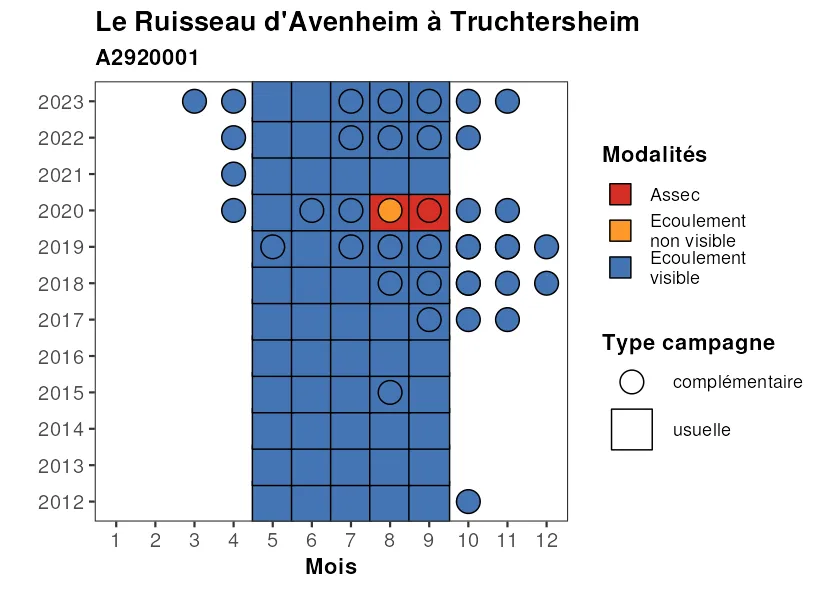 Le Ruisseau d'Avenheim à Truchtersheim
A2920001
2023
2022
2021
2020
2019
2018
2017
2016
2015
2014
2013
2012
1 2 3 4 5 6 7 8 9 10 11 12
Mois
Modalités
Assec
Ecoulement
non visible
Ecoulement
visible
Type campagne
complémentaire
usuelle